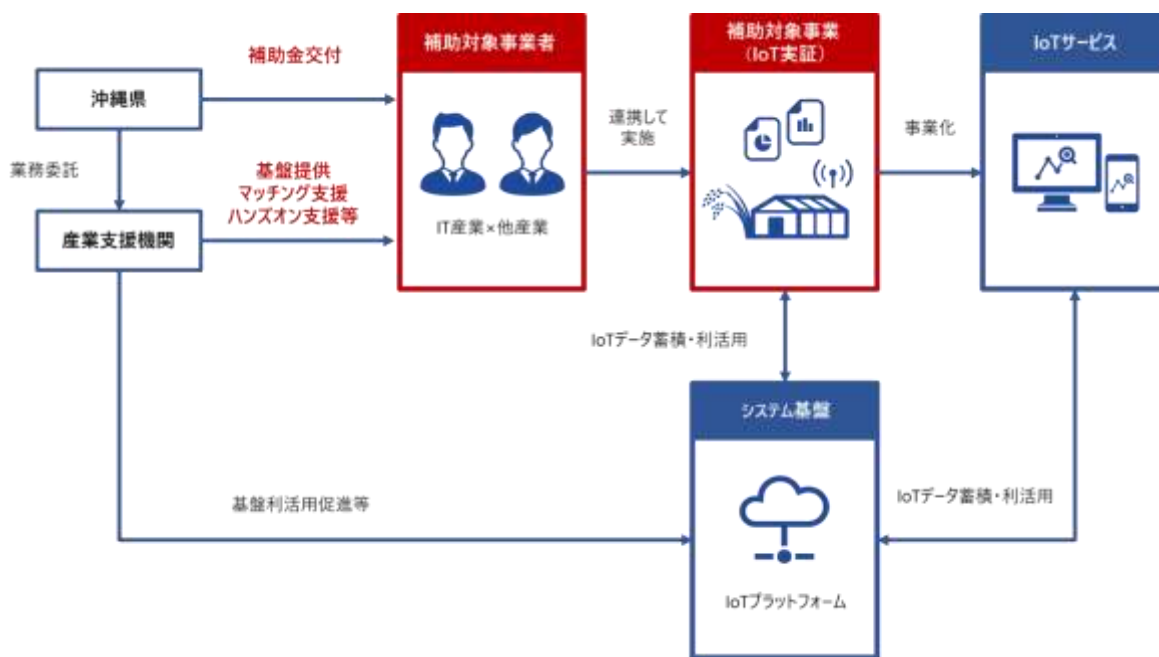 補助対象事業者
補助対象事業
(IoT実証)
IoTサービス
補助金交付
沖縄県
連携して
実施
事業化
業務委託
基盤提供
マッチング支援
ハンズオン支援等
産業支援機関
IT産業×他産業
IoTデータ蓄積・利活用
システム基盤
基盤利活用促進等
IoTデータ蓄積・利活用
IoTプラットフォーム